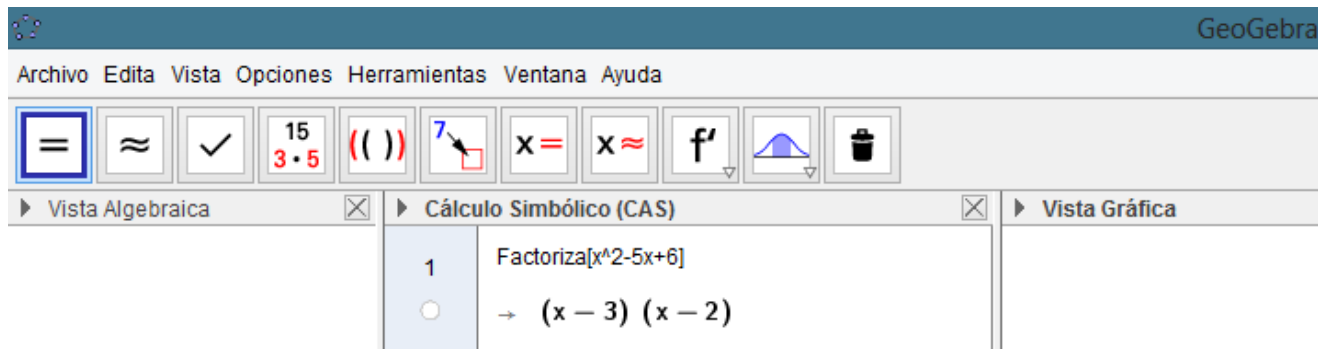 GeoGebra
Archivo Edita Vista Opciones Herramientas Ventana Ayuda
= ≈ ✓ 15 3·5 (( )) 7 x= x≈ f′
Vista Algebraica
Cálculo Simbólico (CAS)
Vista Gráfica
1
Factoriza[x^2-5x+6]
→ (x − 3) (x − 2)